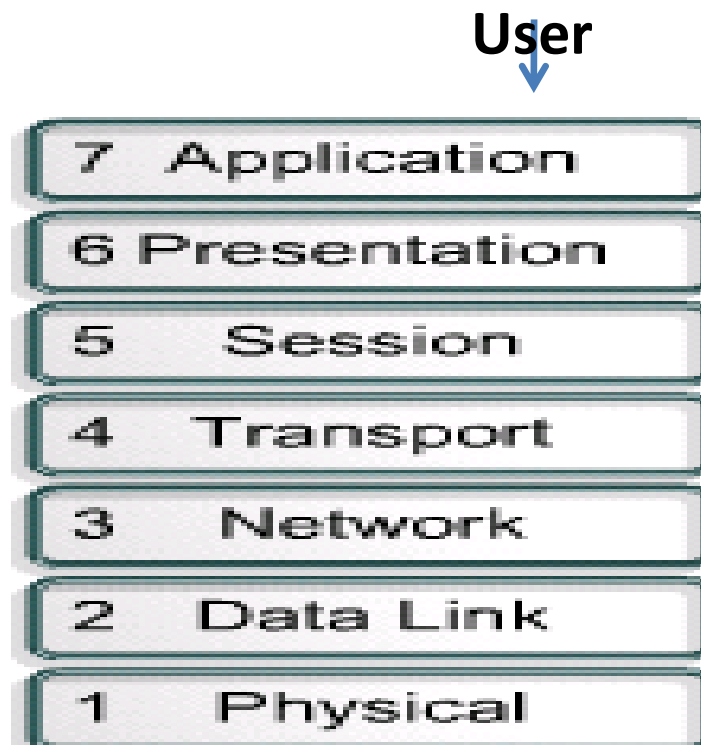 User
7 Application
6 Presentation
5 Session
4 Transport
3 Network
2 Data Link
1 Physical